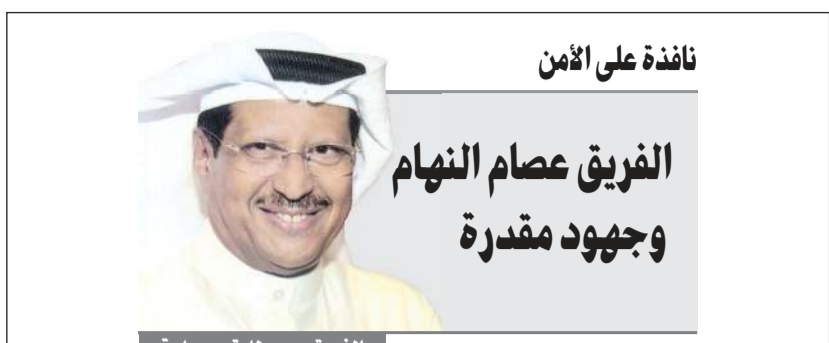 نافذة على الأمن
الفريق عصام النهام
وجهود مقدرة